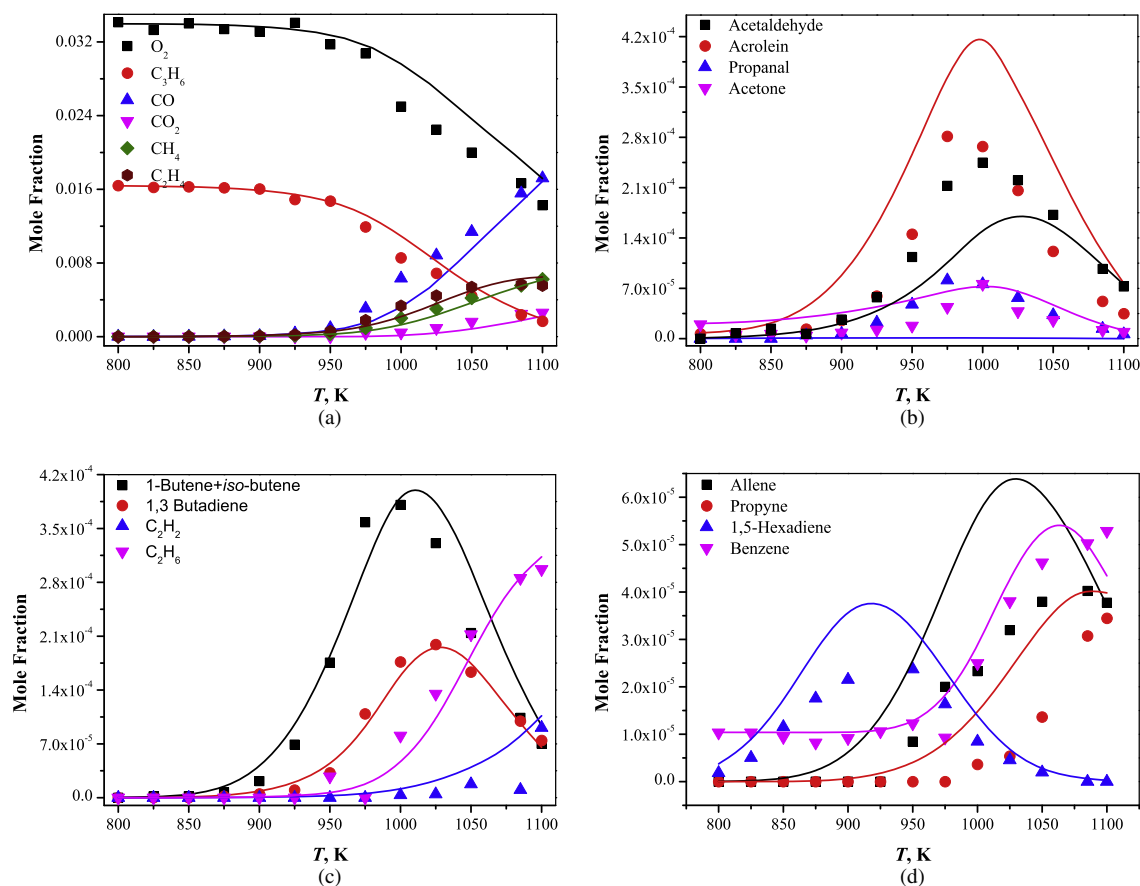 0.032
0.024
0.016
0.008
0.000
Mole Fraction
O2
C3H6
CO
CO2
CH4
C2H4
800 850 900 950 1000 1050 1100
T, K
(a)
4.2x10-4
3.5x10-4
2.8x10-4
2.1x10-4
1.4x10-4
7.0x10-5
0.0
Mole Fraction
Acetaldehyde
Acrolein
Propanal
Acetone
800 850 900 950 1000 1050 1100
T, K
(b)
4.2x10-4
3.5x10-4
2.8x10-4
2.1x10-4
1.4x10-4
7.0x10-5
0.0
Mole Fraction
1-Butene+iso-butene
1,3 Butadiene
C2H2
C2H6
800 850 900 950 1000 1050 1100
T, K
(c)
6.0x10-5
5.0x10-5
4.0x10-5
3.0x10-5
2.0x10-5
1.0x10-5
0.0
Mole Fraction
Allene
Propyne
1,5-Hexadiene
Benzene
800 850 900 950 1000 1050 1100
T, K
(d)